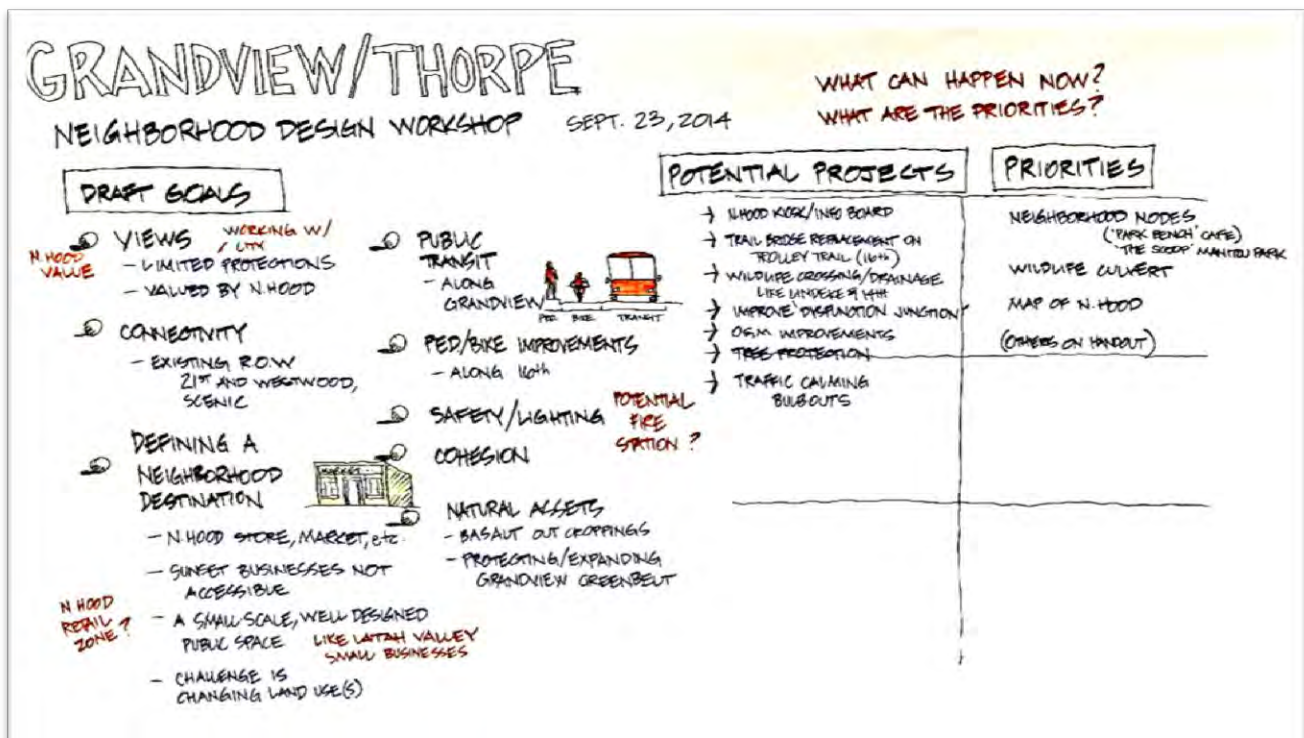 GRANDVIEW/THORPE
NEIGHBORHOOD DESIGN WORKSHOP SEPT. 23, 2014
WHAT CAN HAPPEN NOW?
WHAT ARE THE PRIORITIES?
DRAFT GOALS
VIEWS
WORKING W/
CITY
N.HOOD
VALUE
- LIMITED PROTECTIONS
- VALUED BY N.HOOD
CONNECTIVITY
- EXISTING R.O.W
21ST AND WESTWOOD,
SCENIC
DEFINING A
NEIGHBORHOOD
DESTINATION
MARKET
- N.HOOD STORE, MARKET, etc.
- SUNSET BUSINESSES NOT
ACCESSIBLE
N HOOD
RETAIL
ZONE?
- A SMALL SCALE, WELL DESIGNED
PUBLIC SPACE
LIKE LATAH VALLEY
SMALL BUSINESSES
- CHALLENGE IS
CHANGING LAND USE(S)
PUBLIC
TRANSIT
- ALONG
GRANDVIEW
PED BIKE TRANSIT
PED/BIKE IMPROVEMENTS
- ALONG 16th
SAFETY/LIGHTING
POTENTIAL
FIRE
STATION?
COHESION
NATURAL ASSETS
- BASALT OUT CROPPINGS
- PROTECTING/EXPANDING
GRANDVIEW GREENBELT
POTENTIAL PROJECTS
→ N.HOOD KIOSK/INFO BOARD
→ TRAIL BRIDGE REPLACEMENT ON
TROLLEY TRAIL (16th)
→ WILDLIFE CROSSING/DRAINAGE
LIKE LINDEKE & 14th
→ IMPROVE 'DYSFUNCTION JUNCTION'
→ IMPROVEMENTS
→ TREE PROTECTION
→ TRAFFIC CALMING
BULBOUTS
PRIORITIES
NEIGHBORHOOD NODES
('PARK BENCH' CAFE)
'THE SCOOP' MANITOU PARK
WILDLIFE CULVERT
MAP OF N.HOOD
(OTHERS ON HANDOUT)